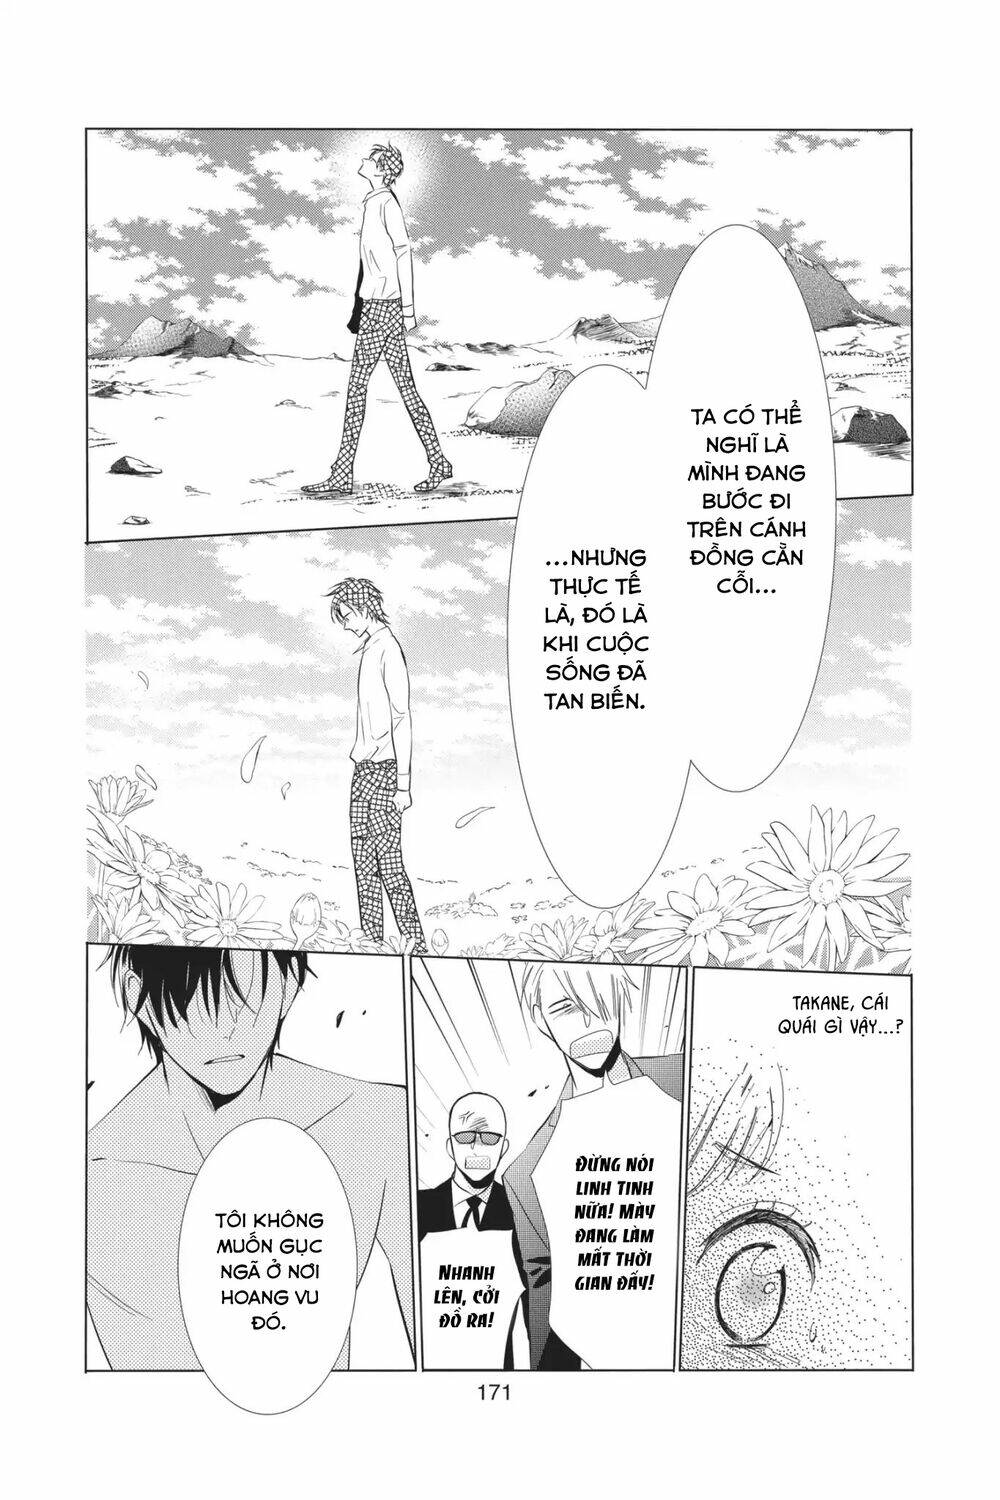 TA CÓ THỂ
NGHĨ LÀ
MÌNH ĐANG
BƯỚC ĐI
TRÊN CÁNH
ĐỒNG CẰN
CỖI...
...NHƯNG
THỰC TẾ
LÀ, ĐÓ LÀ
KHI CUỘC
SỐNG ĐÃ
TAN BIẾN.
TAKANE, CÁI
QUÁI GÌ VẬY...?
ĐỪNG NÓI
LINH TINH
NỮA! MÀY
ĐANG LÀM
MẤT THỜI
GIAN ĐẤY!
NHANH
LÊN, CỞI
ĐỒ RA!
TÔI KHÔNG
MUỐN GỤC
NGÃ Ở NƠI
HOANG VU
ĐÓ.
171